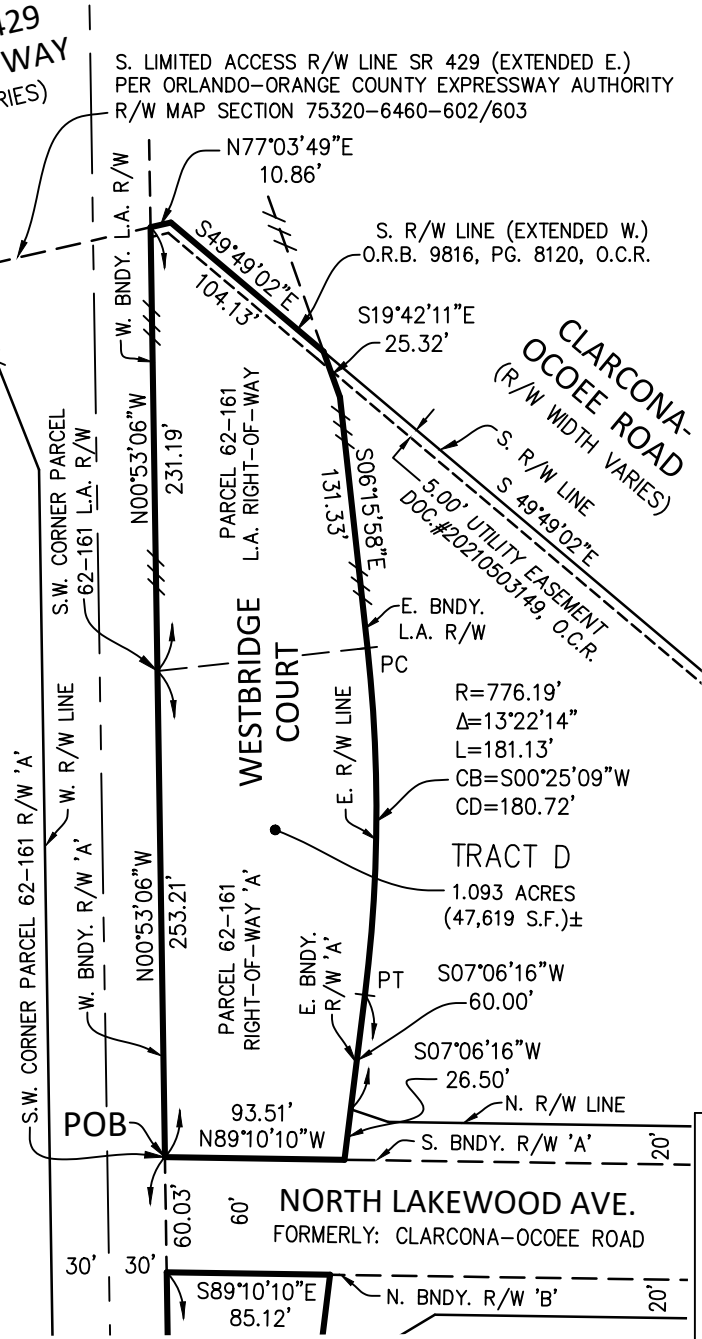 429
WAY
RIES)
S. LIMITED ACCESS R/W LINE SR 429 (EXTENDED E.)
PER ORLANDO-ORANGE COUNTY EXPRESSWAY AUTHORITY
R/W MAP SECTION 75320-6460-602/603
N77°03'49"E
10.86'
W. BNDY. L.A. R/W
S49°49'02"E
104.13'
S. R/W LINE (EXTENDED W.)
O.R.B. 9816, PG. 8120, O.C.R.
S19°42'11"E
25.32'
CLARCONA-
OCOEE ROAD
(R/W WIDTH VARIES)
S. R/W LINE
S 49°49'02"E
5.00' UTILITY EASEMENT
DOC.#20210503149, O.C.R.
S.W. CORNER PARCEL
62-161 L.A. R/W
N00°53'06"W
231.19'
PARCEL 62-161
L.A. RIGHT-OF-WAY
S06°15'58"E
131.33'
E. BNDY.
L.A. R/W
PC
WESTBRIDGE
COURT
E. R/W LINE
R=776.19'
Δ=13°22'14"
L=181.13'
CB=S00°25'09"W
CD=180.72'
TRACT D
1.093 ACRES
(47,619 S.F.)±
S.W. CORNER PARCEL 62-161 R/W 'A'
W. R/W LINE
W. BNDY. R/W 'A'
N00°53'06"W
253.21'
PARCEL 62-161
RIGHT-OF-WAY 'A'
E. BNDY.
R/W 'A'
PT
S07°06'16"W
60.00'
S07°06'16"W
26.50'
N. R/W LINE
POB
93.51'
N89°10'10"W
S. BNDY. R/W 'A'
20'
60.03'
60'
NORTH LAKEWOOD AVE.
FORMERLY: CLARCONA-OCOEE ROAD
30'
30'
S89°10'10"E
85.12'
N. BNDY. R/W 'B'
20'